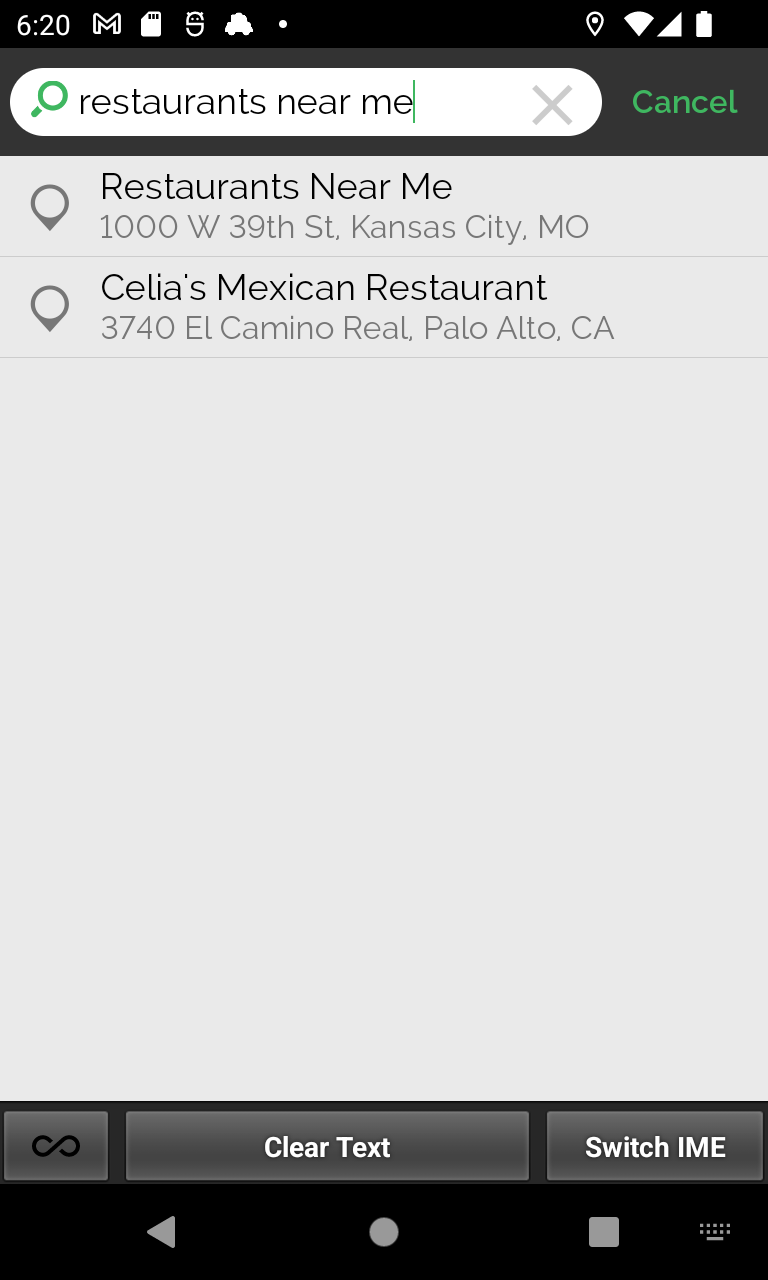 6:20
restaurants near me
Cancel
Restaurants Near Me
1000 W 39th St, Kansas City, MO
Celia's Mexican Restaurant
3740 El Camino Real, Palo Alto, CA
Clear Text
Switch IME